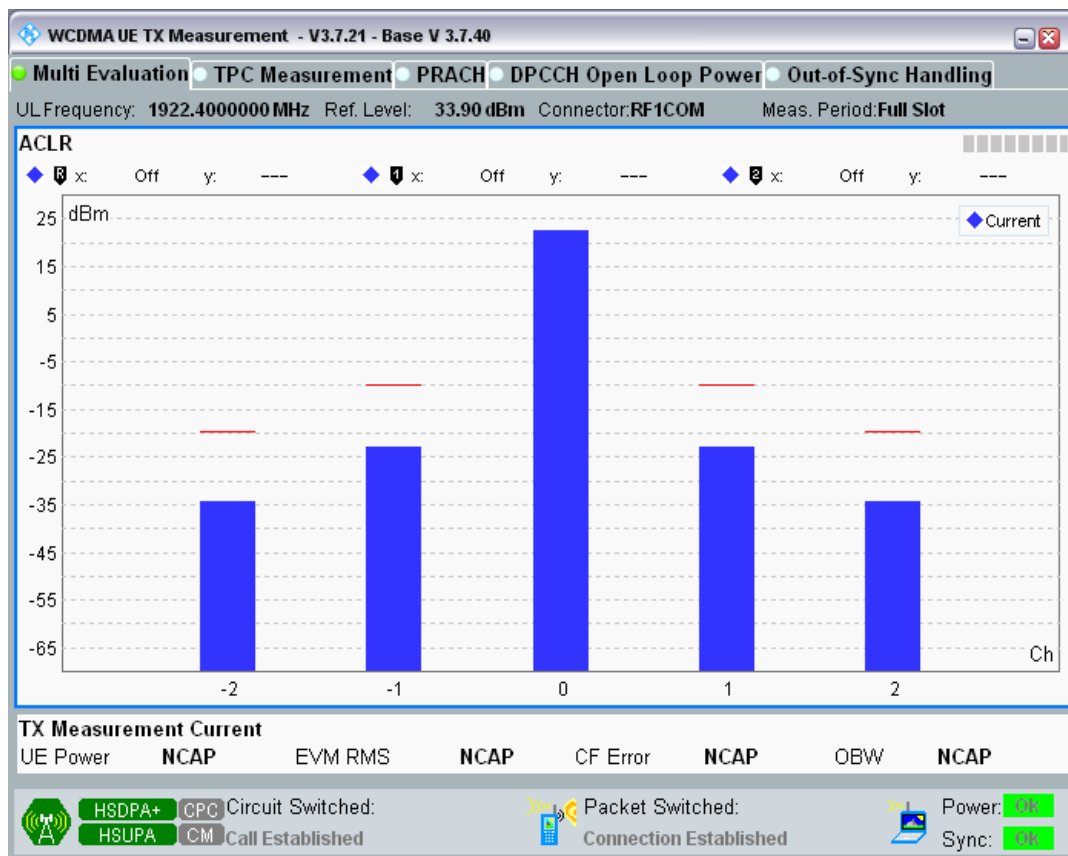 WCDMA UE TX Measurement - V3.7.21 - Base V 3.7.40
Multi Evaluation TPC Measurement PRACH DPCCH Open Loop Power Out-of-Sync Handling
UL Frequency: 1922.4000000 MHz Ref. Level: 33.90 dBm Connector:RF1COM Meas. Period:Full Slot
ACLR
R x: Off y: --- 1 x: Off y: --- 2 x: Off y: ---
dBm
Current
25
15
5
-5
-15
-25
-35
-45
-55
-65
Ch
-2 -1 0 1 2
TX Measurement Current
UE Power NCAP EVM RMS NCAP CF Error NCAP OBW NCAP
HSDPA+ CPC Circuit Switched: Packet Switched: Power: OK
HSUPA CM Call Established Connection Established Sync: OK